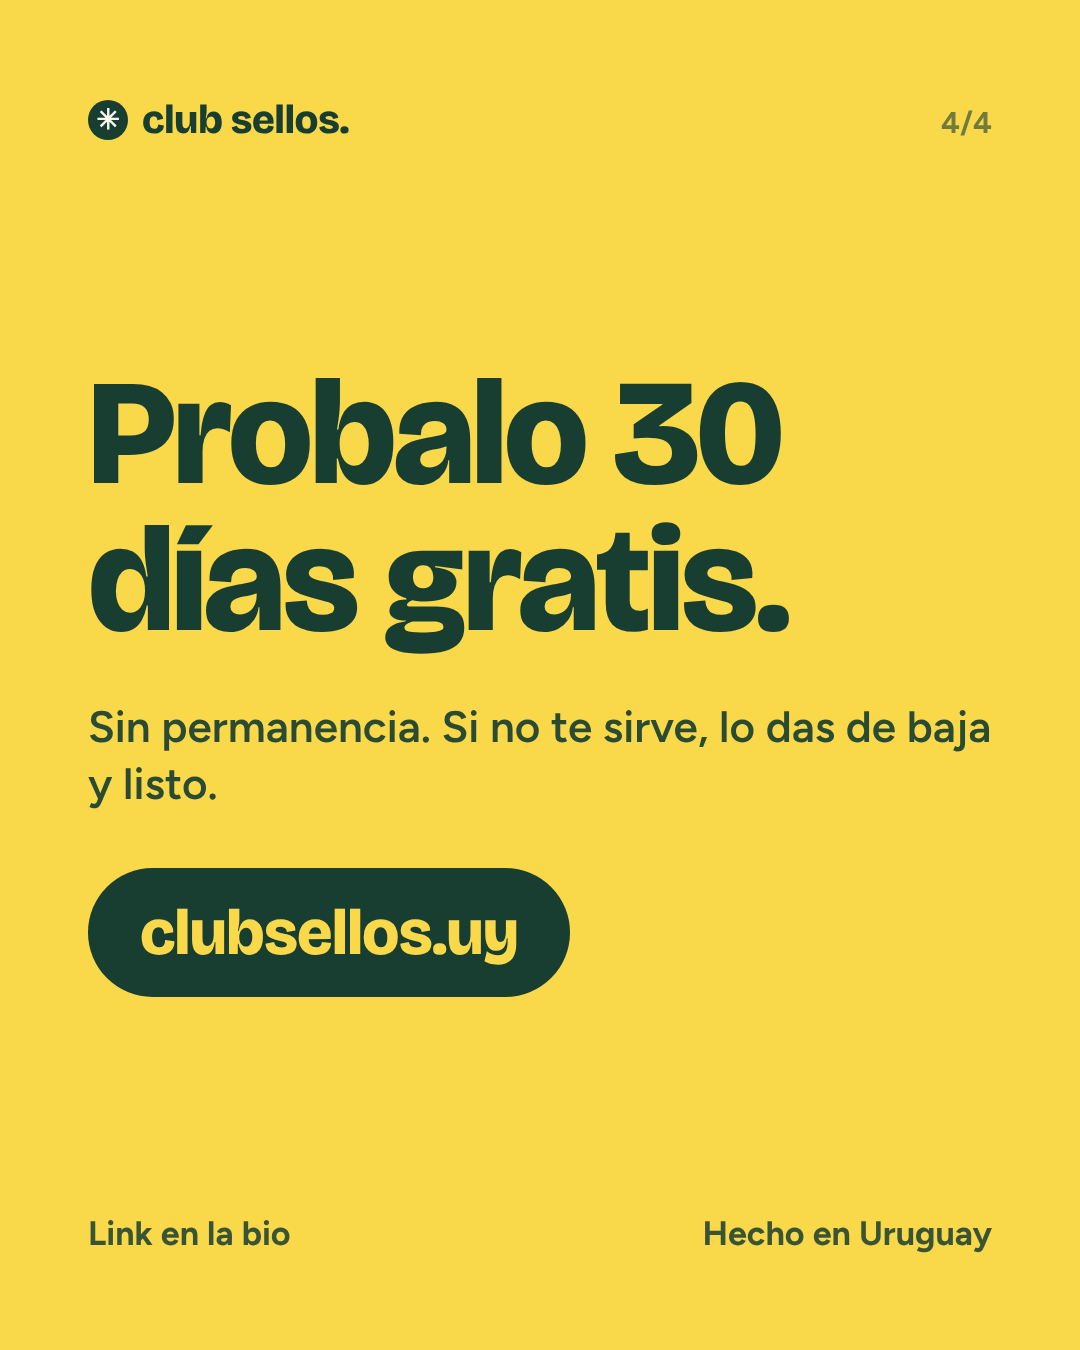 club sellos.
4/4
Probalo 30
días gratis.
Sin permanencia. Si no te sirve, lo das de baja
y listo.
clubsellos.uy
Link en la bio
Hecho en Uruguay